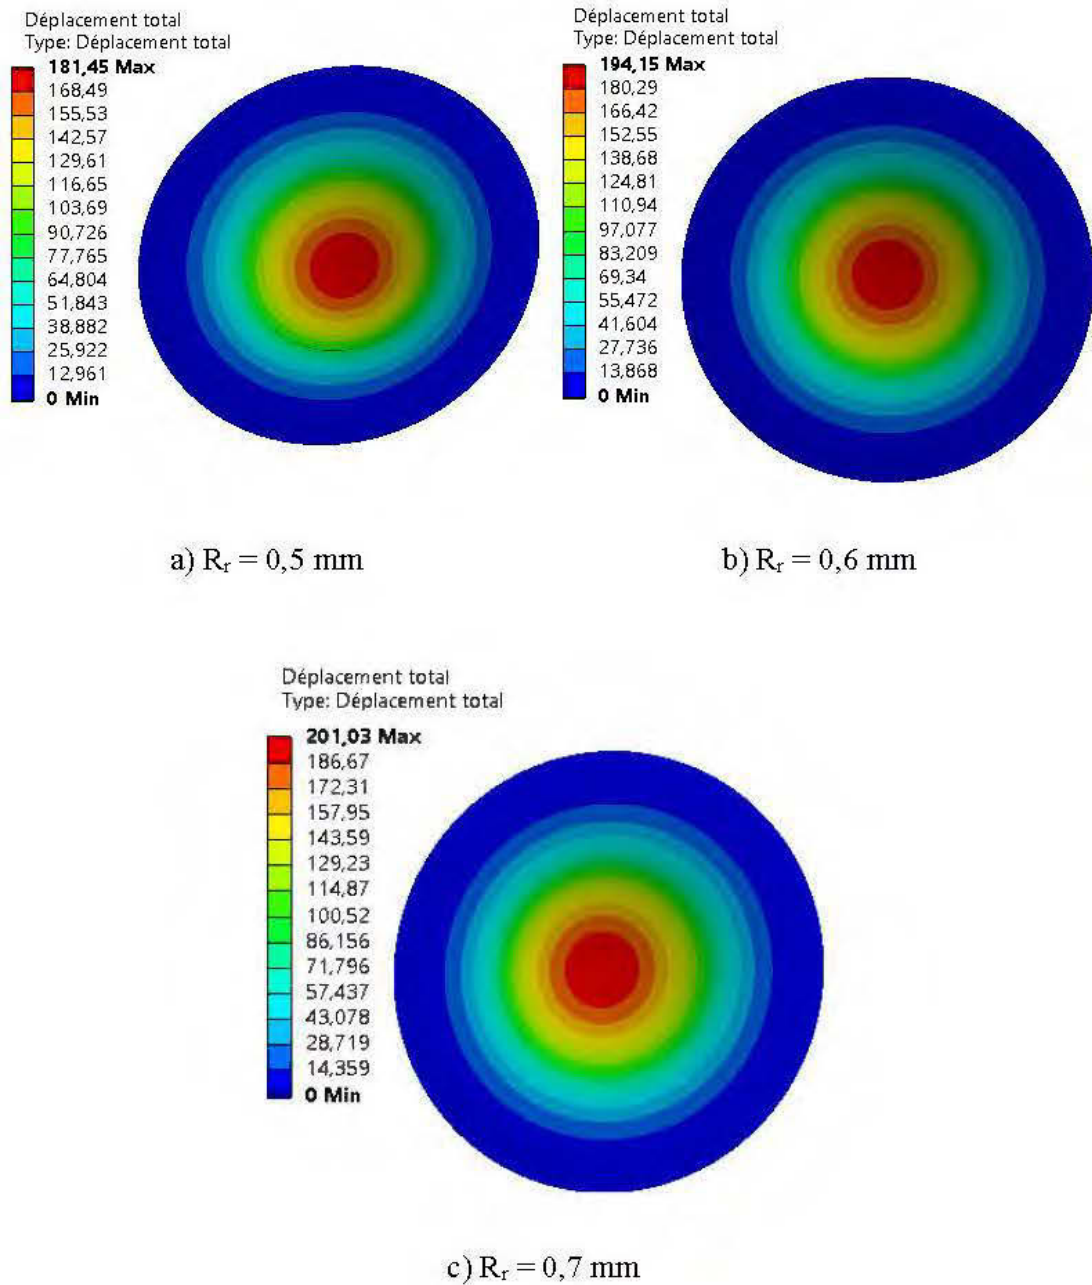 Déplacement total
Type: Déplacement total
181,45 Max
168,49
155,53
142,57
129,61
116,65
103,69
90,726
77,765
64,804
51,843
38,882
25,922
12,961
0 Min
a) Rᵣ = 0,5 mm
Déplacement total
Type: Déplacement total
194,15 Max
180,29
166,42
152,55
138,68
124,81
110,94
97,077
83,209
69,34
55,472
41,604
27,736
13,868
0 Min
b) Rᵣ = 0,6 mm
Déplacement total
Type: Déplacement total
201,03 Max
186,67
172,31
157,95
143,59
129,23
114,87
100,52
86,156
71,796
57,437
43,078
28,719
14,359
0 Min
c) Rᵣ = 0,7 mm